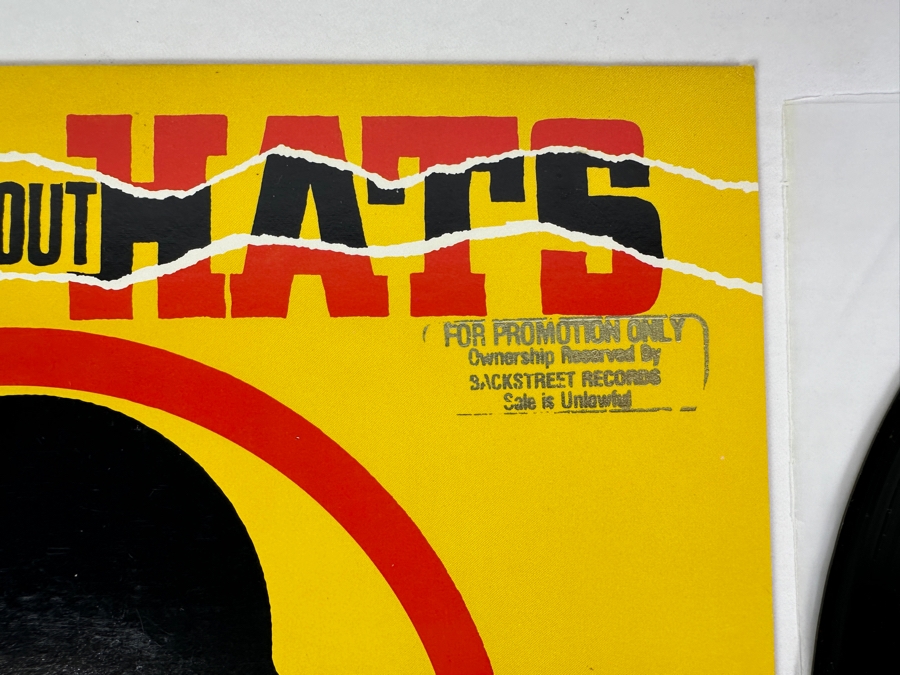 OUT HATS
FOR PROMOTION ONLY
Ownership Reserved By
BACKSTREET RECORDS
Sale is Unlawful